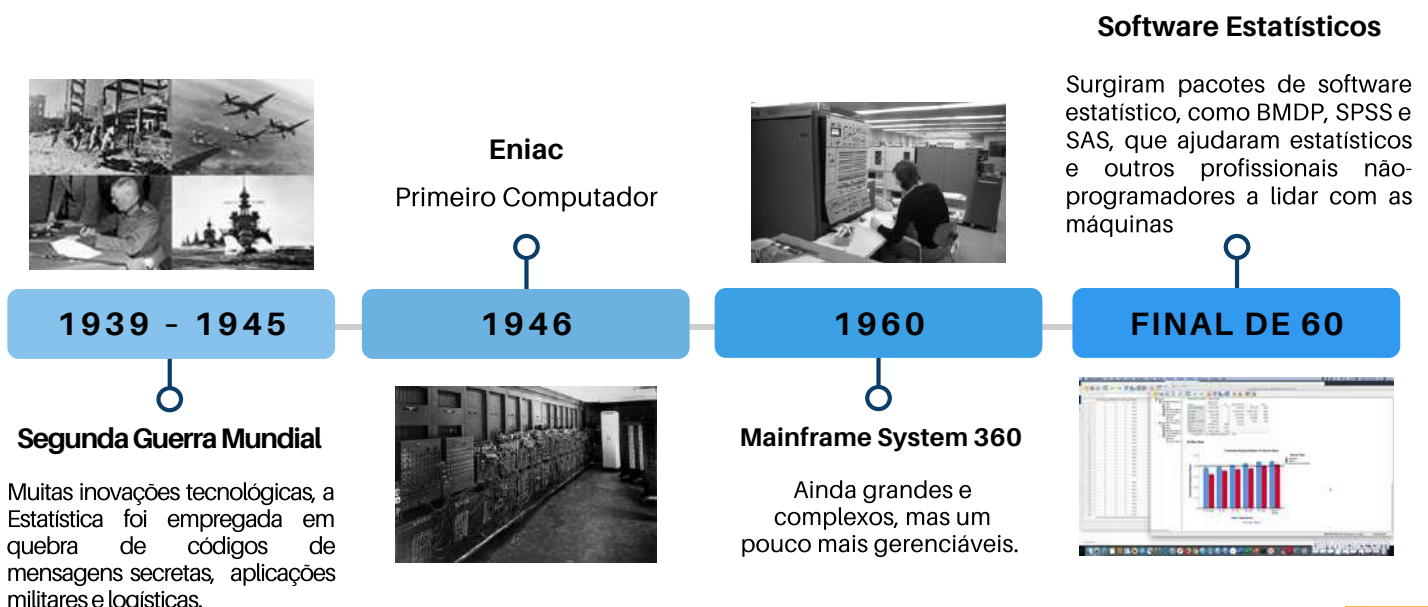 Software Estatísticos
Surgiram pacotes de software
estatístico, como BMDP, SPSS e
SAS, que ajudaram estatísticos
e outros profissionais não-
programadores a lidar com as
máquinas
Eniac
Primeiro Computador
1939 – 1945
1946
1960
FINAL DE 60
Segunda Guerra Mundial
Muitas inovações tecnológicas, a
Estatística foi empregada em
quebra de códigos de
mensagens secretas, aplicações
militares e logísticas.
Mainframe System 360
Ainda grandes e
complexos, mas um
pouco mais gerenciáveis.